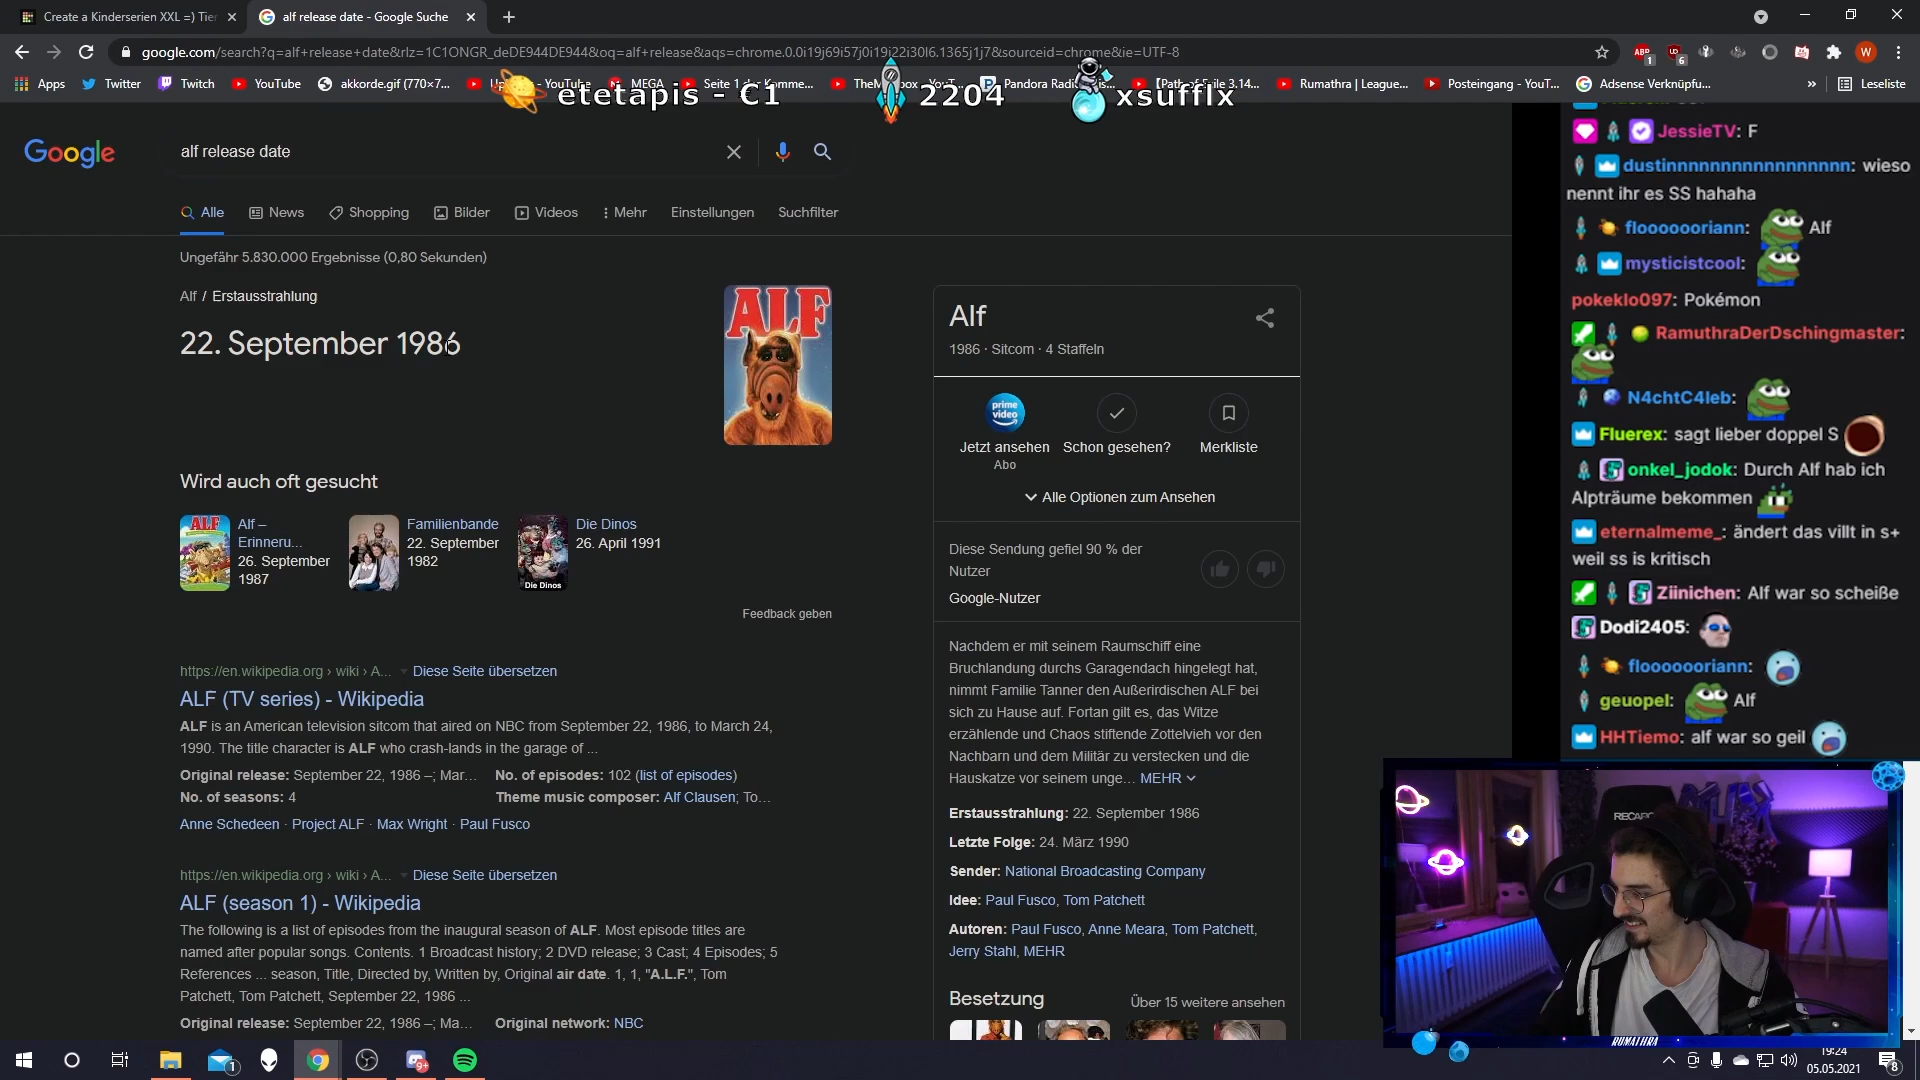 Create a Kinderserien XXL =) Tier
alf release date - Google Suche
google.com/search?q=alf+release+date&rlz=1C1ONGR_deDE944DE944&oq=alf+release&aqs=chrome.0.0i19j69i57j0i19j22i30l6.1365j1j7&sourceid=chrome&ie=UTF-8
ABP 1 6 W
Apps Twitter Twitch YouTube akkorde.gif (770×7... YouTube MEGA Seite 1 Pandora Rumathra | League... Posteingang - YouT... Adsense Verknüpfu... » Leseliste
etetapis - C1 2204 xsufflx
Google alf release date
Alle News Shopping Bilder Videos Mehr Einstellungen Suchfilter
Ungefähr 5.830.000 Ergebnisse (0,80 Sekunden)
Alf / Erstausstrahlung
22. September 1986
ALF
Wird auch oft gesucht
ALF
Alf –
Erinneru...
26. September
1987
Familienbande
22. September
1982
Die Dinos
Die Dinos
26. April 1991
Feedback geben
https://en.wikipedia.org › wiki › A... Diese Seite übersetzen
ALF (TV series) - Wikipedia
ALF is an American television sitcom that aired on NBC from September 22, 1986, to March 24,
1990. The title character is ALF who crash-lands in the garage of ...
Original release: September 22, 1986 –; Mar... No. of episodes: 102 (list of episodes)
No. of seasons: 4 Theme music composer: Alf Clausen; To...
Anne Schedeen · Project ALF · Max Wright · Paul Fusco
https://en.wikipedia.org › wiki › A... Diese Seite übersetzen
ALF (season 1) - Wikipedia
The following is a list of episodes from the inaugural season of ALF. Most episode titles are
named after popular songs. Contents. 1 Broadcast history; 2 DVD release; 3 Cast; 4 Episodes; 5
References ... season, Title, Directed by, Written by, Original air date. 1, 1, "A.L.F.", Tom
Patchett, Tom Patchett, September 22, 1986 ...
Original release: September 22, 1986 –; Ma... Original network: NBC
Alf
1986 · Sitcom · 4 Staffeln
prime video
Jetzt ansehen Schon gesehen? Merkliste
Abo
Alle Optionen zum Ansehen
Diese Sendung gefiel 90 % der
Nutzer
Google-Nutzer
Nachdem er mit seinem Raumschiff eine
Bruchlandung durchs Garagendach hingelegt hat,
nimmt Familie Tanner den Außerirdischen ALF bei
sich zu Hause auf. Fortan gilt es, das Witze
erzählende und Chaos stiftende Zottelvieh vor den
Nachbarn und dem Militär zu verstecken und die
Hauskatze vor seinem unge... MEHR
Erstausstrahlung: 22. September 1986
Letzte Folge: 24. März 1990
Sender: National Broadcasting Company
Idee: Paul Fusco, Tom Patchett
Autoren: Paul Fusco, Anne Meara, Tom Patchett,
Jerry Stahl, MEHR
Besetzung Über 15 weitere ansehen
JessieTV: F
dustinnnnnnnnnnnnnnnnnn: wieso
nennt ihr es SS hahaha
flooooooriann: Alf
mysticistcool:
pokeklo097: Pokémon
RamuthraDerDschingmaster:
N4chtC4leb:
Fluerex: sagt lieber doppel S
onkel_jodok: Durch Alf hab ich
Alpträume bekommen
eternalmeme_: ändert das villt in s+
weil ss is kritisch
Ziinichen: Alf war so scheiße
Dodi2405:
flooooooriann:
geuopel: Alf
HHTiemo: alf war so geil
RECARO
RUMATHRA
1 9+
19:24
05.05.2021
8